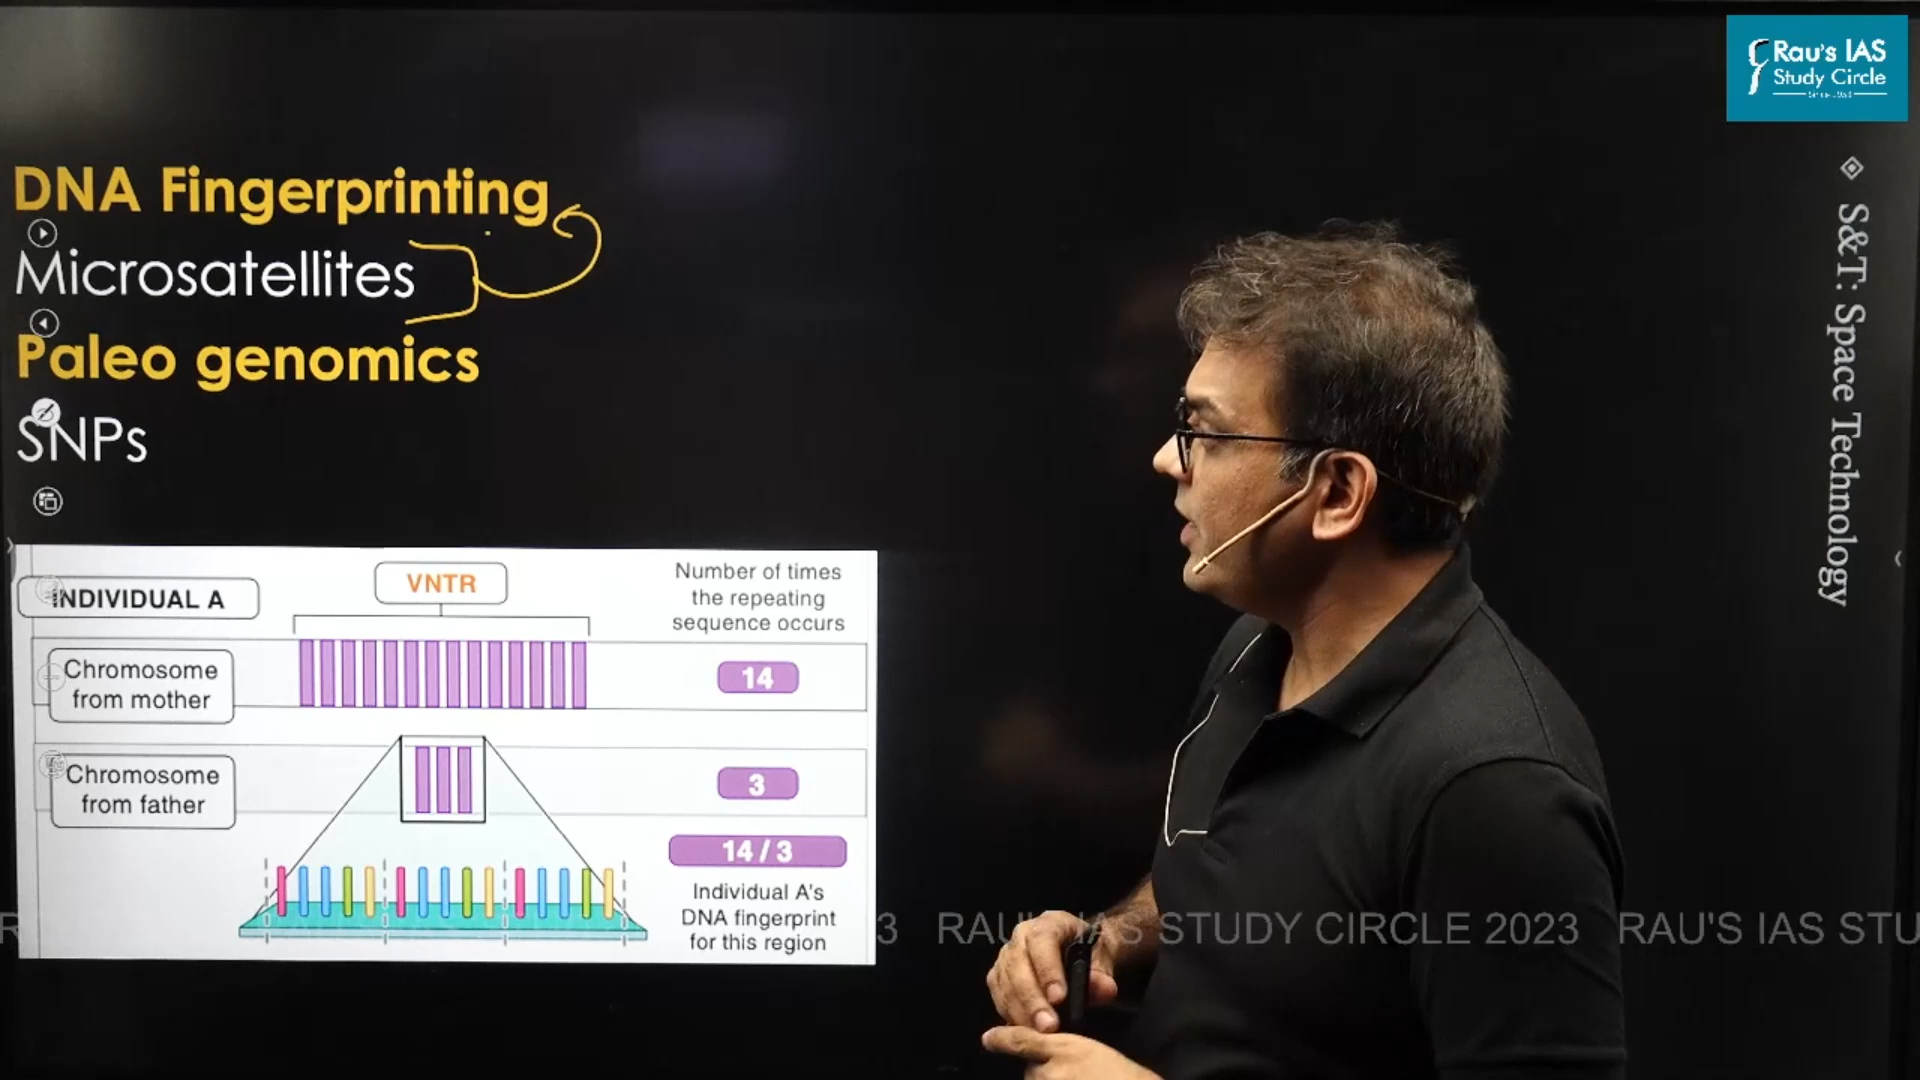 Rau's IAS
Study Circle
DNA Fingerprinting
Microsatellites
Paleo genomics
SNPs
S&T: Space Technology
INDIVIDUAL A
VNTR
Number of times
the repeating
sequence occurs
Chromosome
from mother
14
Chromosome
from father
3
14 / 3
Individual A's
DNA fingerprint
for this region
3 RAU'S IAS STUDY CIRCLE 2023 RAU'S IAS STU